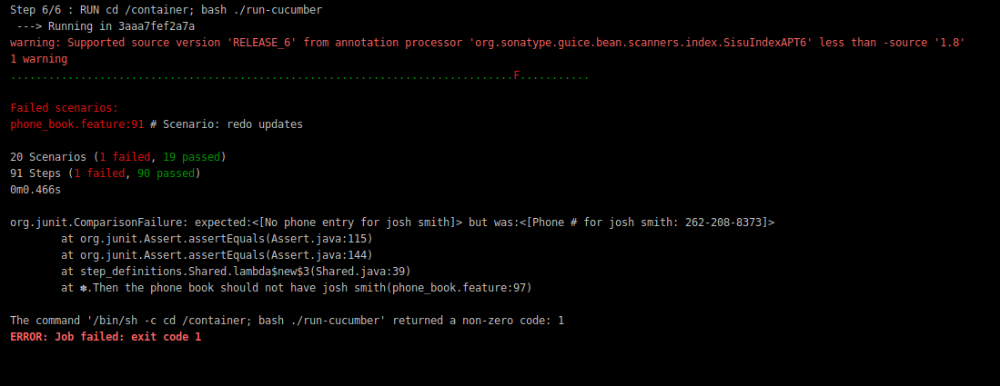 Step 6/6 : RUN cd /container; bash ./run-cucumber
 ---> Running in 3aaa7fef2a7a
warning: Supported source version 'RELEASE_6' from annotation processor 'org.sonatype.guice.bean.scanners.index.SisuIndexAPT6' less than -source '1.8'
1 warning
...............................................................................F...........
Failed scenarios:
phone_book.feature:91 # Scenario: redo updates
20 Scenarios (1 failed, 19 passed)
91 Steps (1 failed, 90 passed)
0m0.466s
org.junit.ComparisonFailure: expected:<[No phone entry for josh smith]> but was:<[Phone # for josh smith: 262-208-8373]>
        at org.junit.Assert.assertEquals(Assert.java:115)
        at org.junit.Assert.assertEquals(Assert.java:144)
        at step_definitions.Shared.lambda$new$3(Shared.java:39)
        at ✽.Then the phone book should not have josh smith(phone_book.feature:97)
The command '/bin/sh -c cd /container; bash ./run-cucumber' returned a non-zero code: 1
ERROR: Job failed: exit code 1